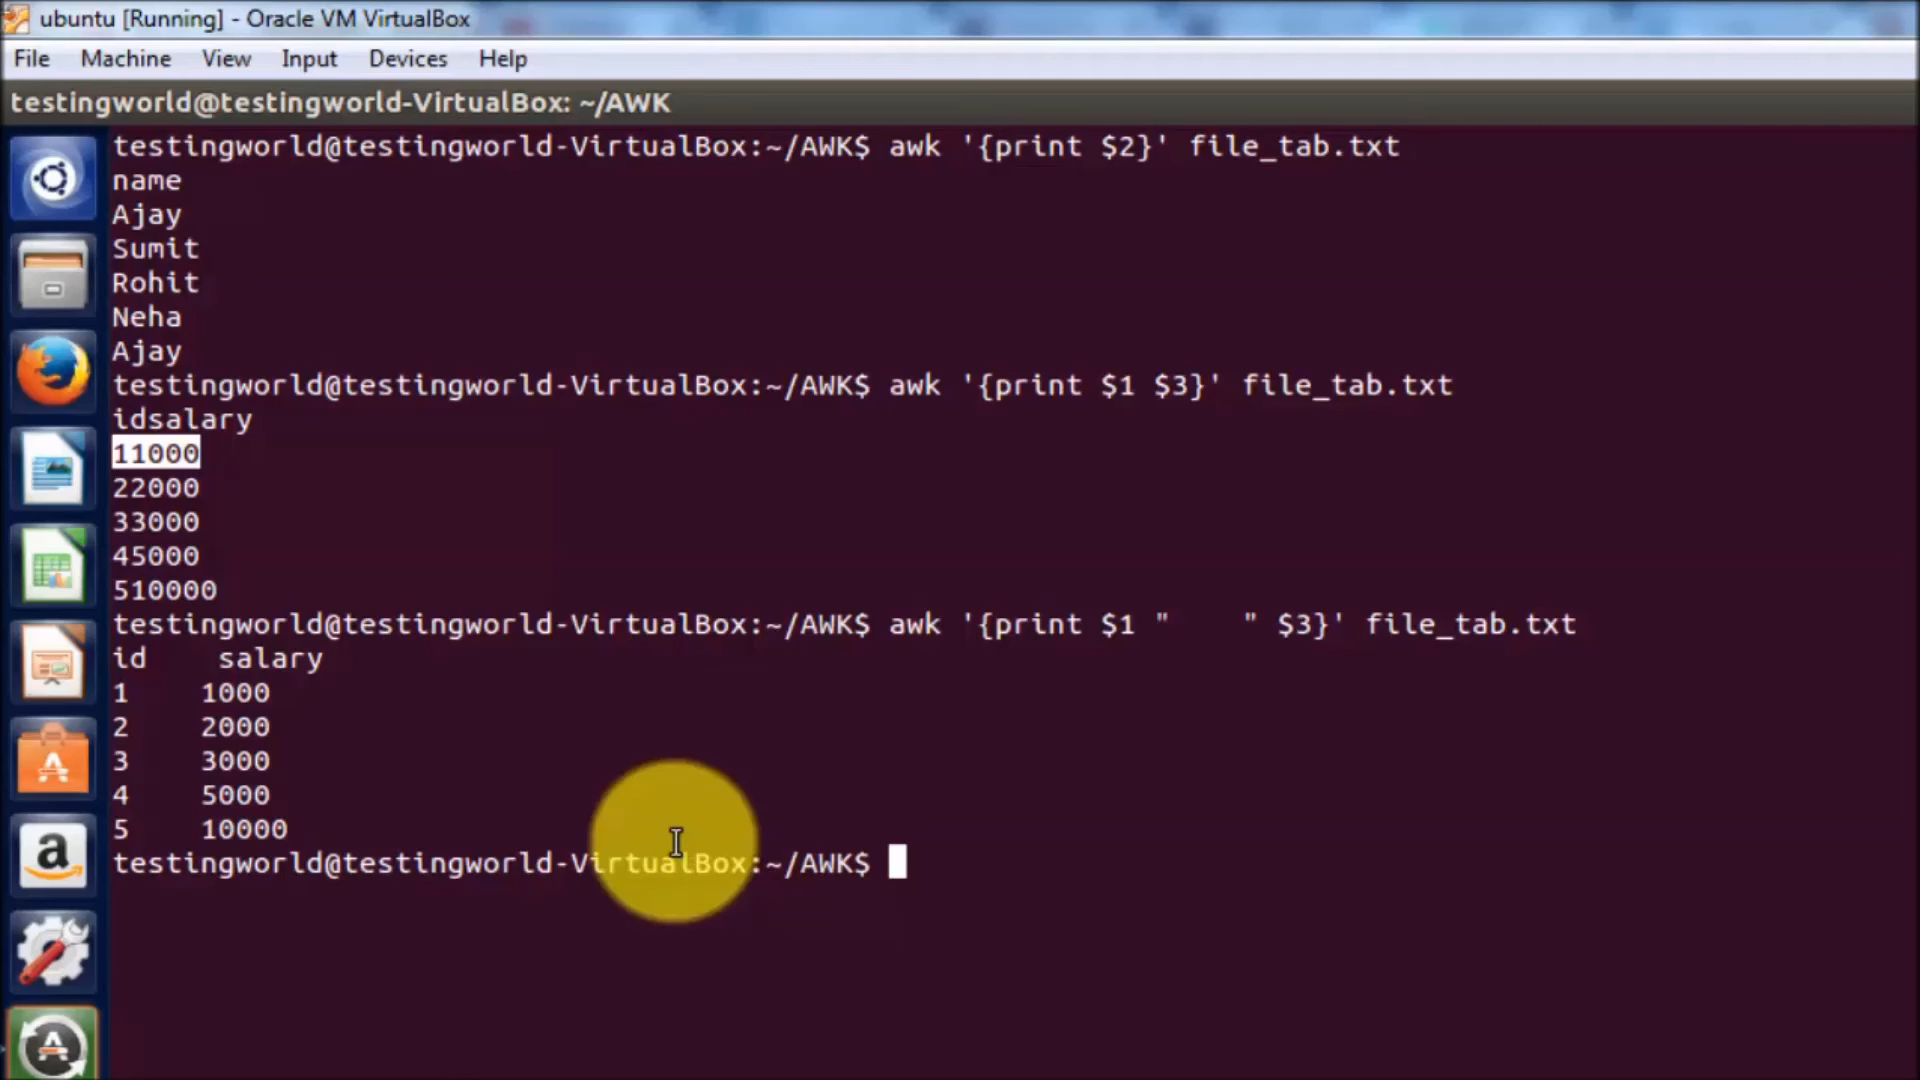 ubuntu [Running] - Oracle VM VirtualBox
File Machine View Input Devices Help
testingworld@testingworld-VirtualBox: ~/AWK
testingworld@testingworld-VirtualBox:~/AWK$ awk '{print $2}' file_tab.txt
name
Ajay
Sumit
Rohit
Neha
Ajay
testingworld@testingworld-VirtualBox:~/AWK$ awk '{print $1 $3}' file_tab.txt
idsalary
11000
22000
33000
45000
510000
testingworld@testingworld-VirtualBox:~/AWK$ awk '{print $1 "    " $3}' file_tab.txt
id    salary
1    1000
2    2000
3    3000
4    5000
5    10000
testingworld@testingworld-VirtualBox:~/AWK$